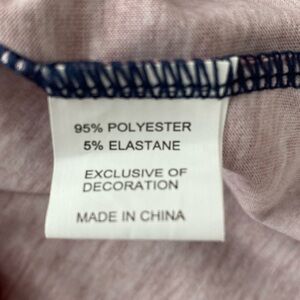 95% POLYESTER
5% ELASTANE
EXCLUSIVE OF
DECORATION
MADE IN CHINA